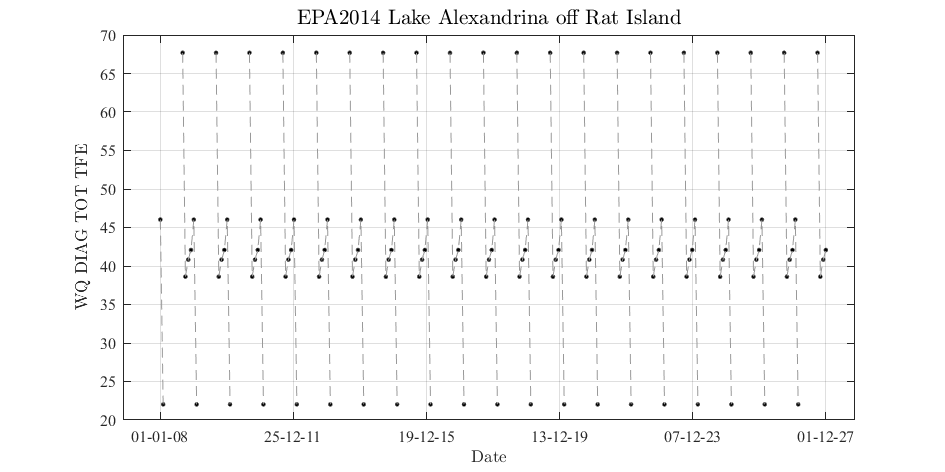 EPA2014 Lake Alexandrina off Rat Island
WQ DIAG TOT TFE
70
65
60
55
50
45
40
35
30
25
20
01-01-08 25-12-11 19-12-15 13-12-19 07-12-23 01-12-27
Date